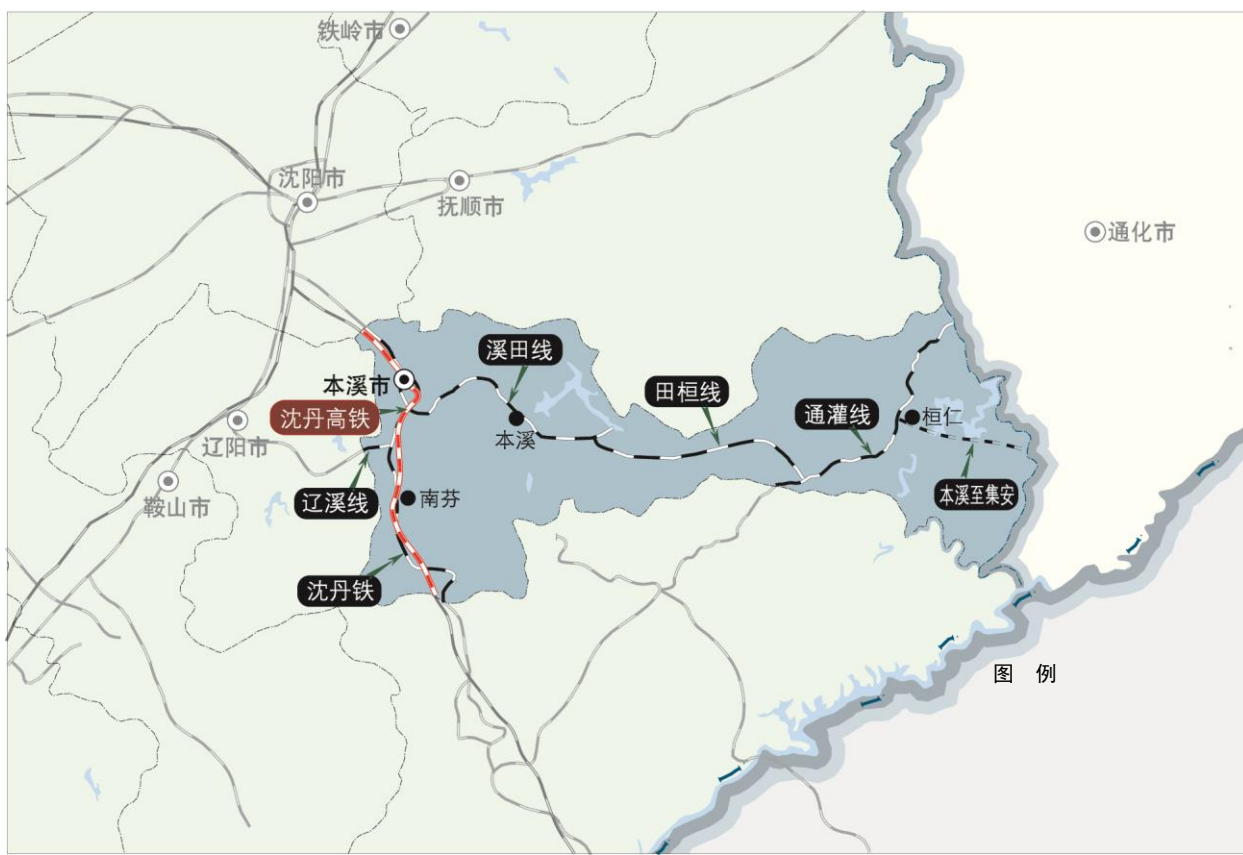 铁岭市
沈阳市
抚顺市
通化市
溪田线
本溪市
田桓线
沈丹高铁
通灌线
桓仁
本溪
辽阳市
鞍山市
辽溪线
南芬
本溪至集安
沈丹铁
图 例